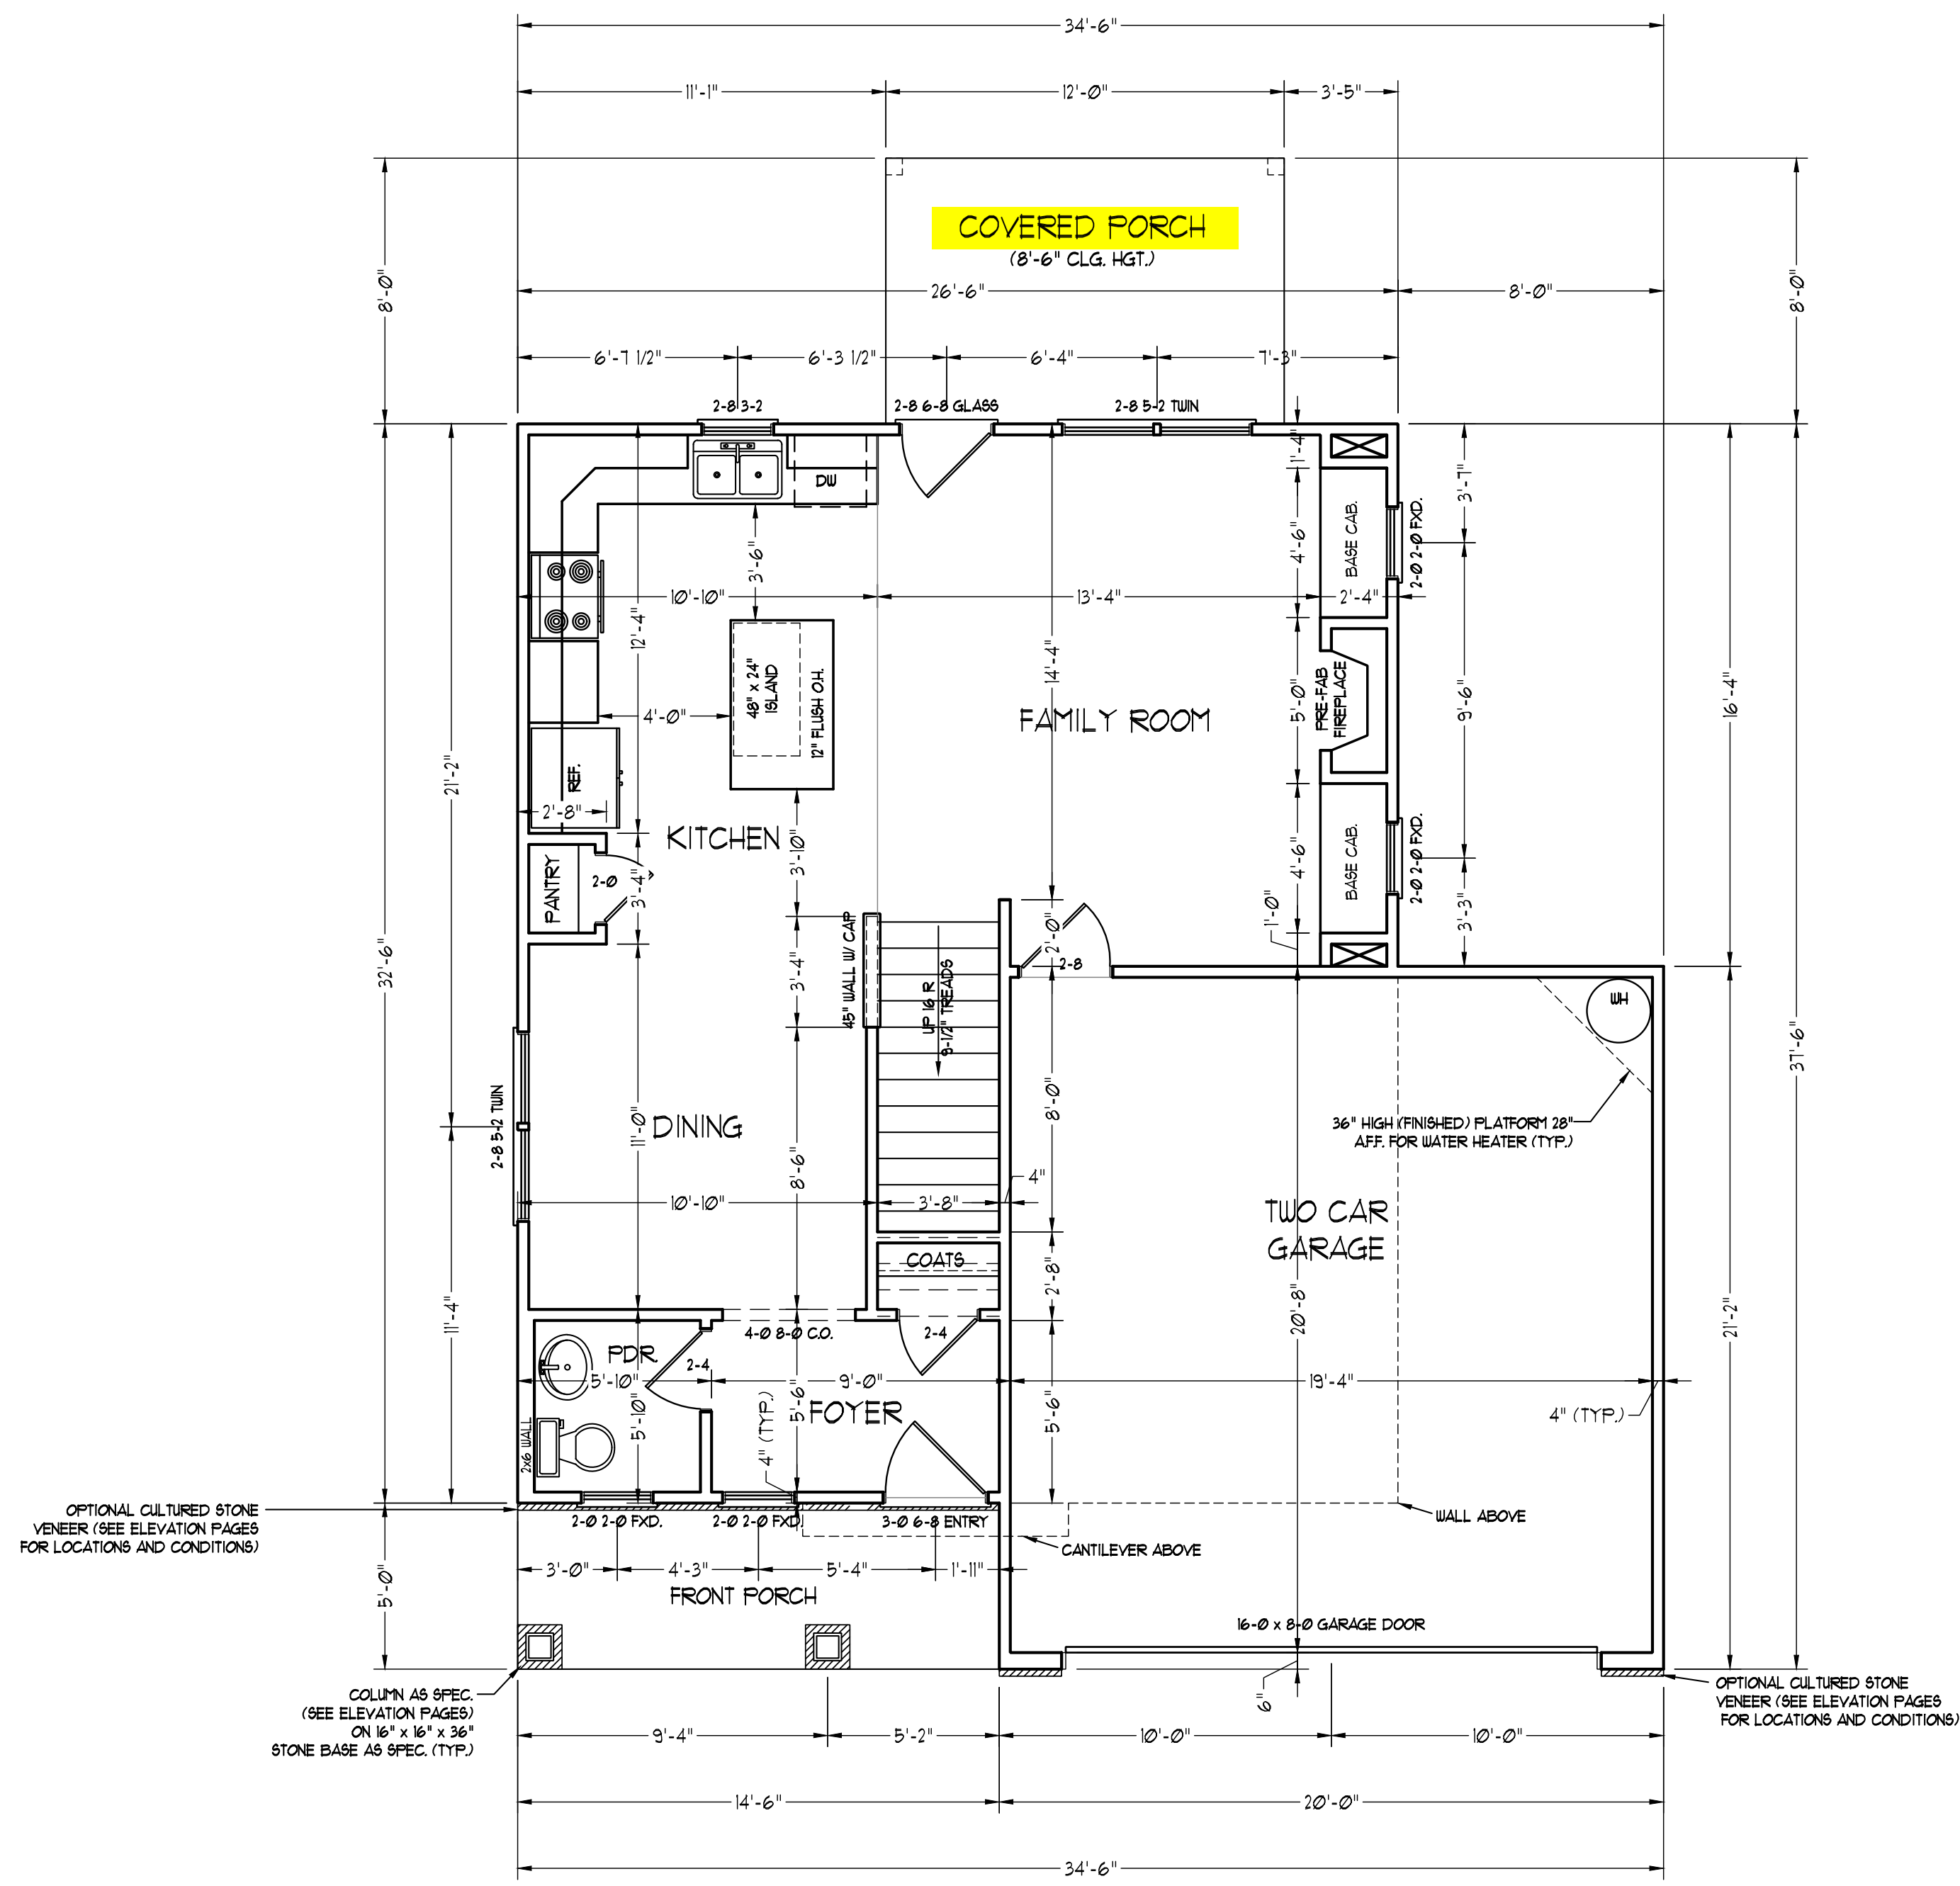 34'-6"
11'-1" 12'-0" 3'-5"
COVERED PORCH
(8'-6" CLG. HGT.)
8'-0" 26'-6" 8'-0" 8'-0"
6'-7 1/2" 6'-3 1/2" 6'-4" 7'-3"
2-8 3-2 2-8 6-8 GLASS 2-8 5-2 TWIN
1'-4"
DW
3'-7"
3'-6"
4'-6"
BASE CAB.
2-0 2-0 FXD.
10'-10" 13'-4" 2'-4"
12'-4"
14'-4"
48" x 24"
ISLAND
12" FLUSH O.H.
4'-0"
FAMILY ROOM
5'-0"
PRE-FAB
FIREPLACE
9'-6"
16'-4"
21'-2"
REF.
2'-8"
KITCHEN
3'-10"
4'-6"
BASE CAB.
2-0 2-0 FXD.
PANTRY
2-0
3'-4"
1'-0"
3'-3"
32'-6"
45" WALL W/ CAP
3'-4"
2'-0"
2-8
UP 16 R
9-1/2" TREADS
WH
37'-6"
2-8 5-2 TWIN
DINING
11'-0"
8'-6"
8'-0"
36" HIGH (FINISHED) PLATFORM 28"
A.F.F. FOR WATER HEATER (TYP.)
10'-10" 3'-8" 4"
TWO CAR
GARAGE
COATS
2'-8"
11'-4"
20'-8"
21'-2"
4-0 8-0 C.O. 2-4
PDR.
2-4
5'-10" 9'-0" 19'-4"
5'-10"
4" (TYP.)
5'-6"
FOYER
5'-6"
4" (TYP.)
2x6 WALL
OPTIONAL CULTURED STONE
VENEER (SEE ELEVATION PAGES
FOR LOCATIONS AND CONDITIONS)
2-0 2-0 FXD. 2-0 2-0 FXD. 3-0 6-8 ENTRY
WALL ABOVE
CANTILEVER ABOVE
5'-0"
3'-0" 4'-3" 5'-4" 1'-11"
FRONT PORCH
16-0 x 8-0 GARAGE DOOR
6"
COLUMN AS SPEC.
(SEE ELEVATION PAGES)
ON 16" x 16" x 36"
STONE BASE AS SPEC. (TYP.)
OPTIONAL CULTURED STONE
VENEER (SEE ELEVATION PAGES
FOR LOCATIONS AND CONDITIONS)
9'-4" 5'-2" 10'-0" 10'-0"
14'-6" 20'-0"
34'-6"